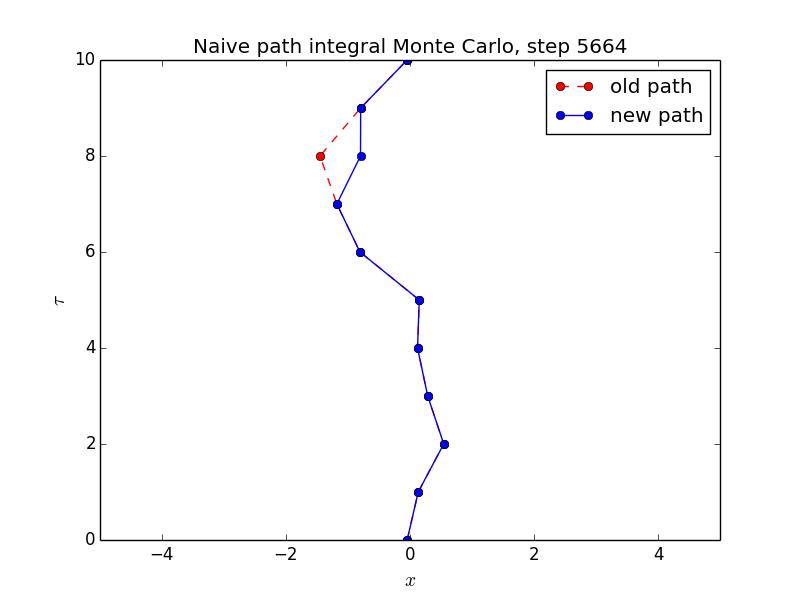 Naive path integral Monte Carlo, step 5664
old path
new path
10
8
6
4
2
0
τ
−4 −2 0 2 4
x